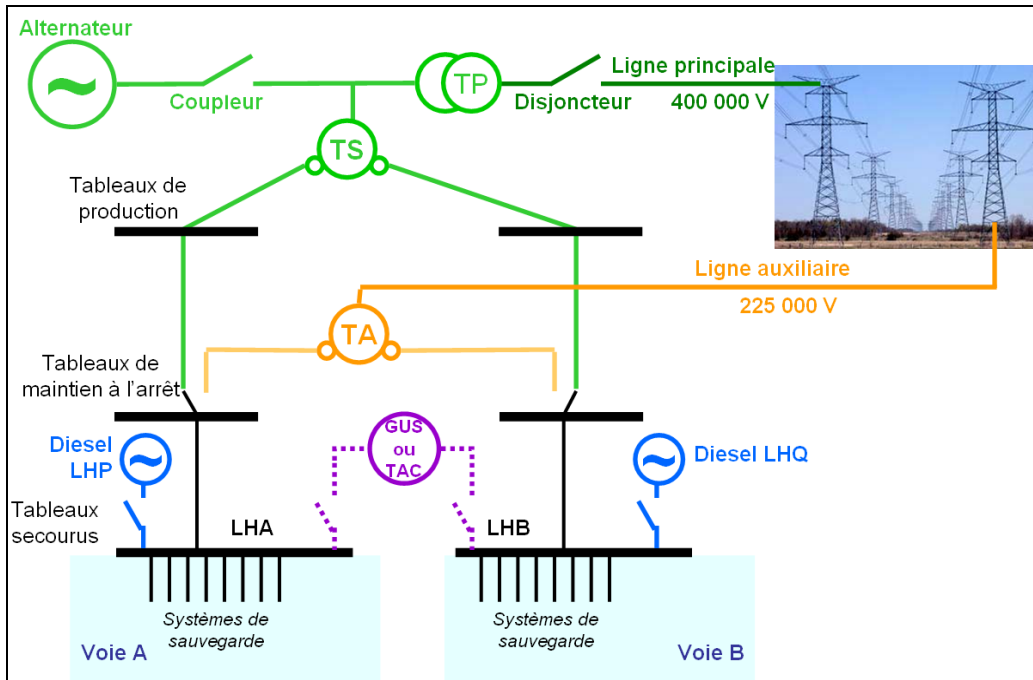 Alternateur
Coupleur
TP
Disjoncteur
Ligne principale
400 000 V
TS
Tableaux de
production
Ligne auxiliaire
225 000 V
TA
Tableaux de
maintien à l'arrêt
Diesel
LHP
GUS
ou
TAC
Diesel LHQ
Tableaux
secourus
LHA
LHB
Systèmes de
sauvegarde
Voie A
Systèmes de
sauvegarde
Voie B